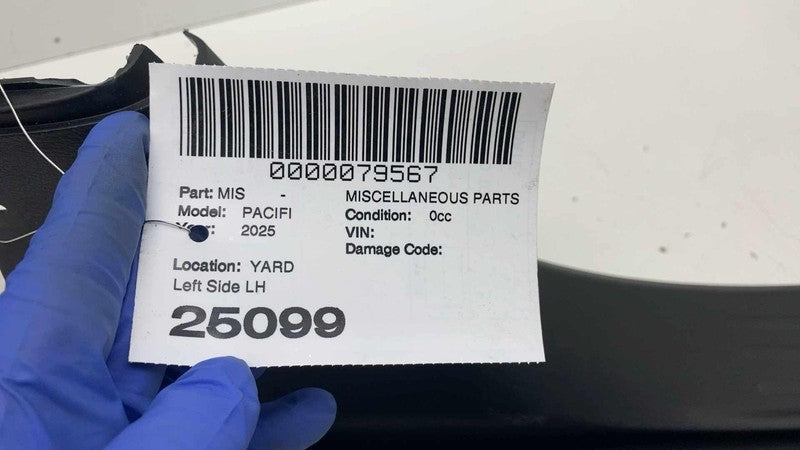 0000079567
Part: MIS - MISCELLANEOUS PARTS
Model: PACIFI Condition: 0cc
2025 VIN:
Damage Code:
Location: YARD
Left Side LH
25099